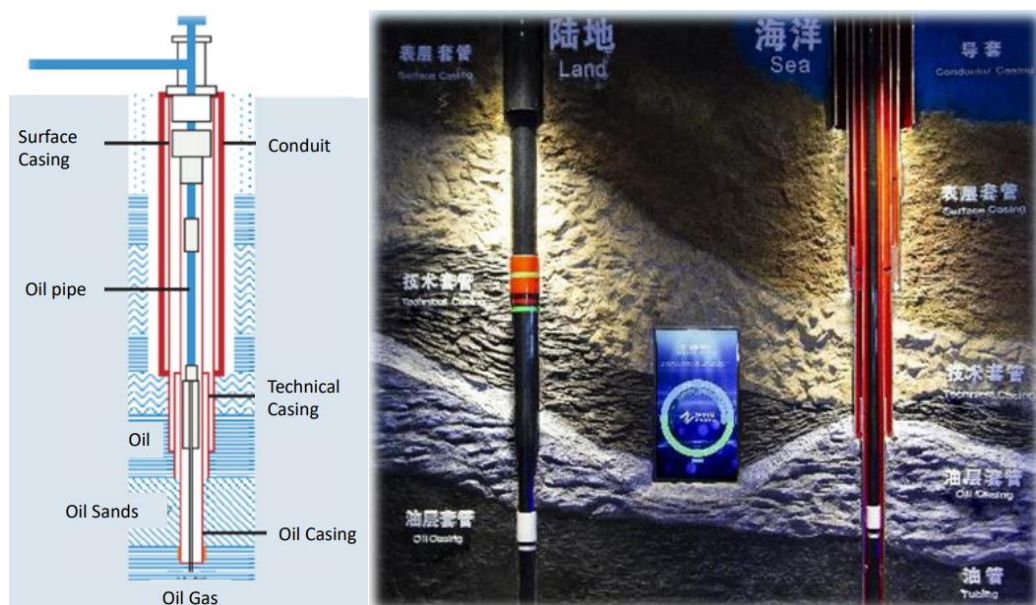 Surface
Casing
Conduit
Oil pipe
Technical
Casing
Oil
Oil Sands
Oil Casing
Oil Gas
陆地
Land
海洋
Sea
表层套管
Surface Casing
导套
Conductor Casing
表层套管
Surface Casing
技术套管
Technical Casing
技术套管
Technical Casing
油层套管
Oil Casing
油层套管
Oil Casing
油管
Tubing